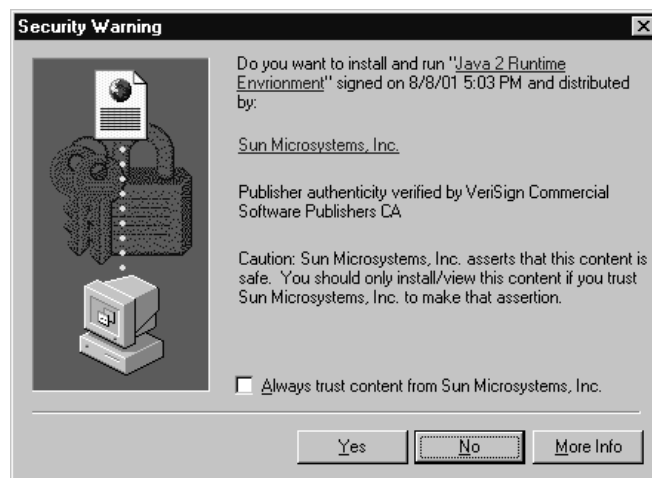 Security Warning
Do you want to install and run "Java 2 Runtime
Envrionment" signed on 8/8/01 5:03 PM and distributed
by:
Sun Microsystems, Inc.
Publisher authenticity verified by VeriSign Commercial
Software Publishers CA
Caution: Sun Microsystems, Inc. asserts that this content is
safe. You should only install/view this content if you trust
Sun Microsystems, Inc. to make that assertion.
Always trust content from Sun Microsystems, Inc.
Yes No More Info